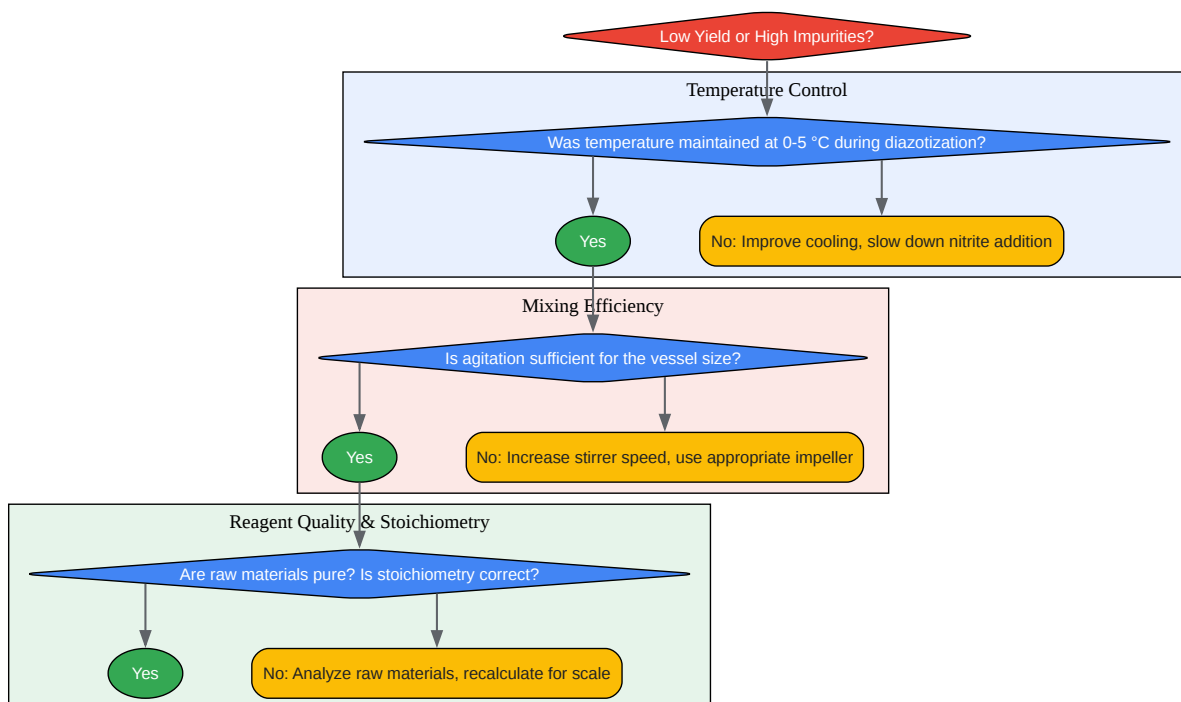 Low Yield or High Impurities?
Temperature Control
Was temperature maintained at 0-5 °C during diazotization?
Yes
No: Improve cooling, slow down nitrite addition
Mixing Efficiency
Is agitation sufficient for the vessel size?
Yes
No: Increase stirrer speed, use appropriate impeller
Reagent Quality & Stoichiometry
Are raw materials pure? Is stoichiometry correct?
Yes
No: Analyze raw materials, recalculate for scale